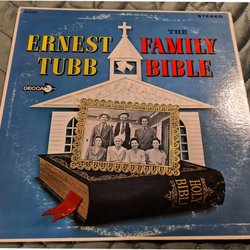 STEREO
ERNEST TUBB
THE FAMILY BIBLE
DECCA
HOLY BIBLE